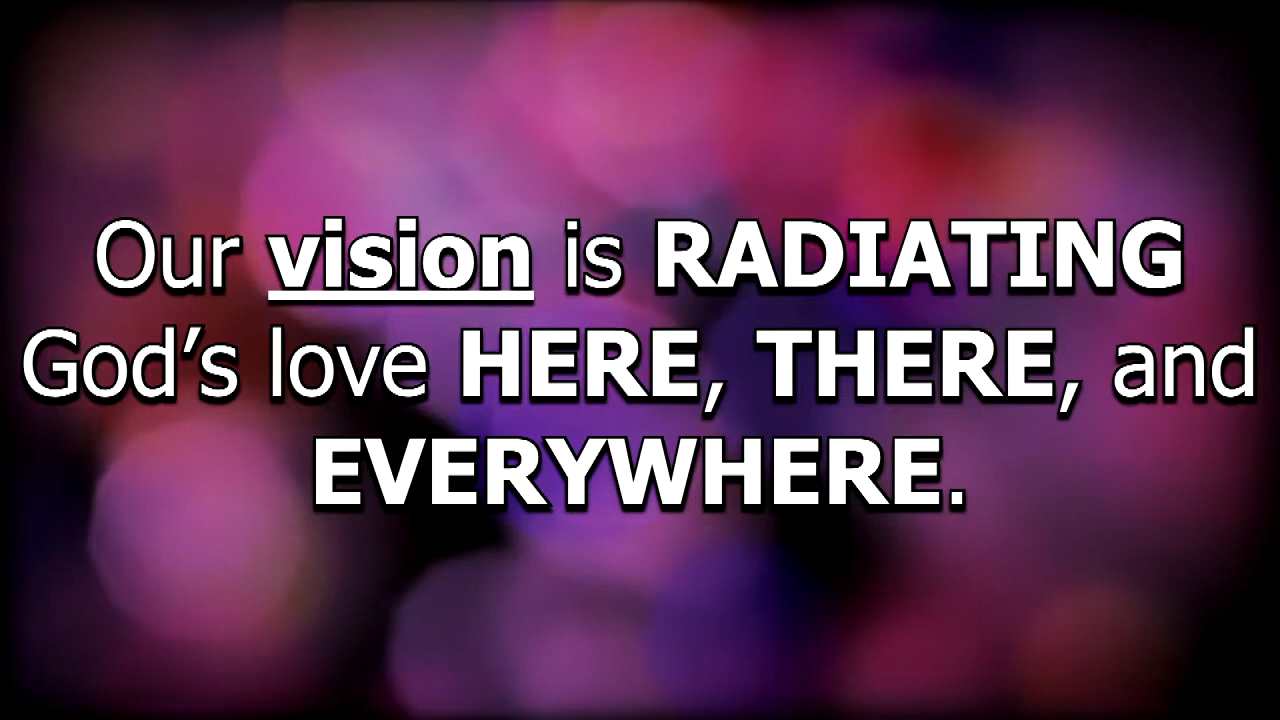 Our vision is RADIATING
God’s love HERE, THERE, and
EVERYWHERE.